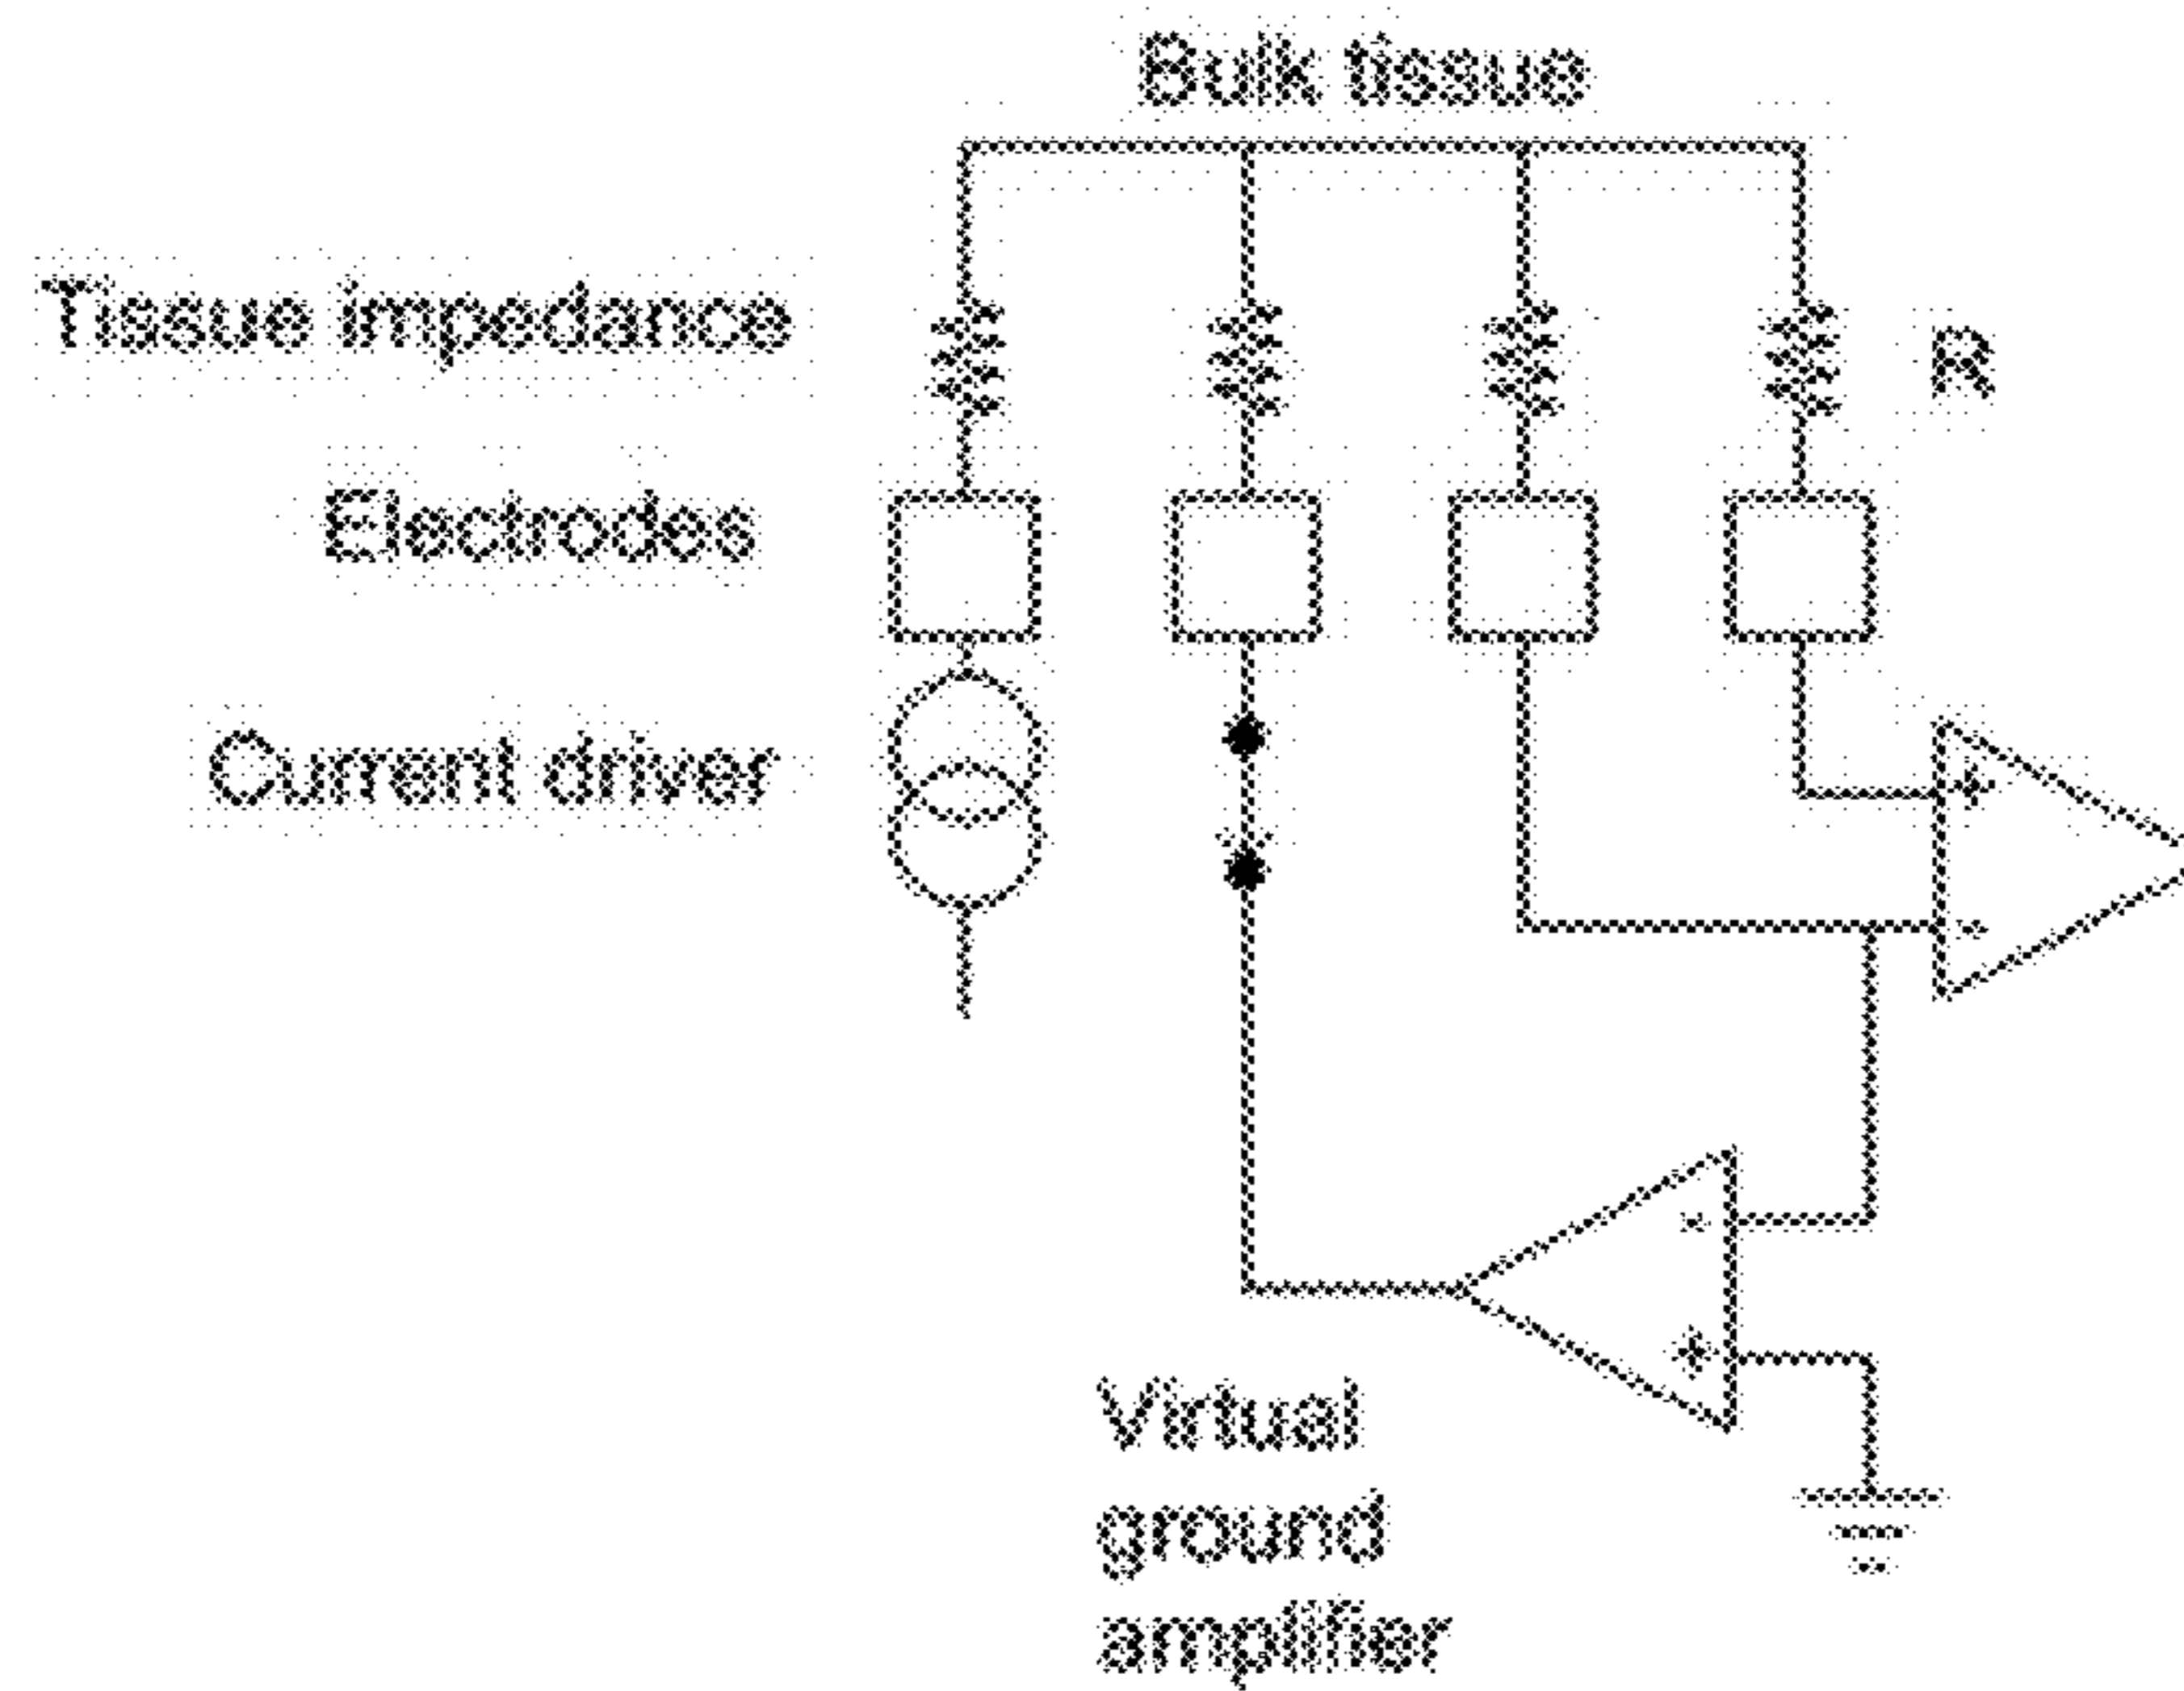 Bulk tissue
Tissue impedance
R
Electrodes
Current driver
+
-
-
+
Virtual
ground
amplifier